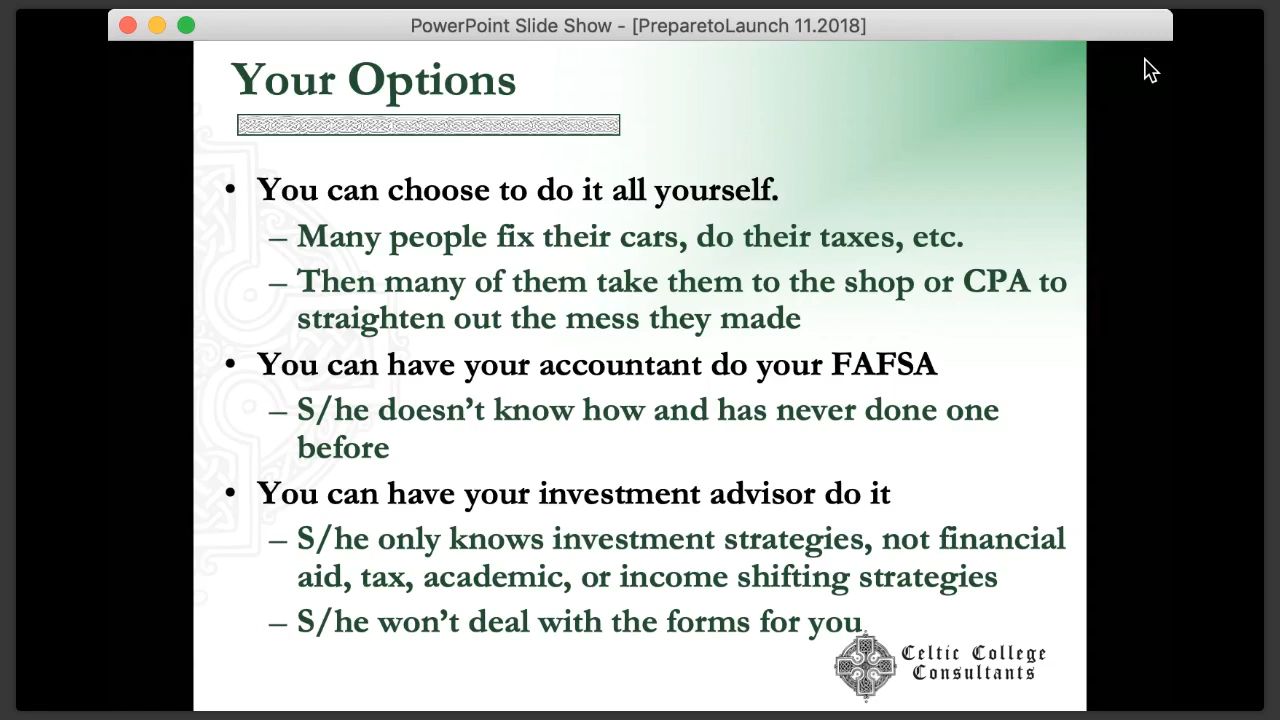 PowerPoint Slide Show - [PreparetoLaunch 11.2018]
Your Options
• You can choose to do it all yourself.
– Many people fix their cars, do their taxes, etc.
– Then many of them take them to the shop or CPA to
straighten out the mess they made
• You can have your accountant do your FAFSA
– S/he doesn't know how and has never done one
before
• You can have your investment advisor do it
– S/he only knows investment strategies, not financial
aid, tax, academic, or income shifting strategies
– S/he won't deal with the forms for you
Celtic College
Consultants